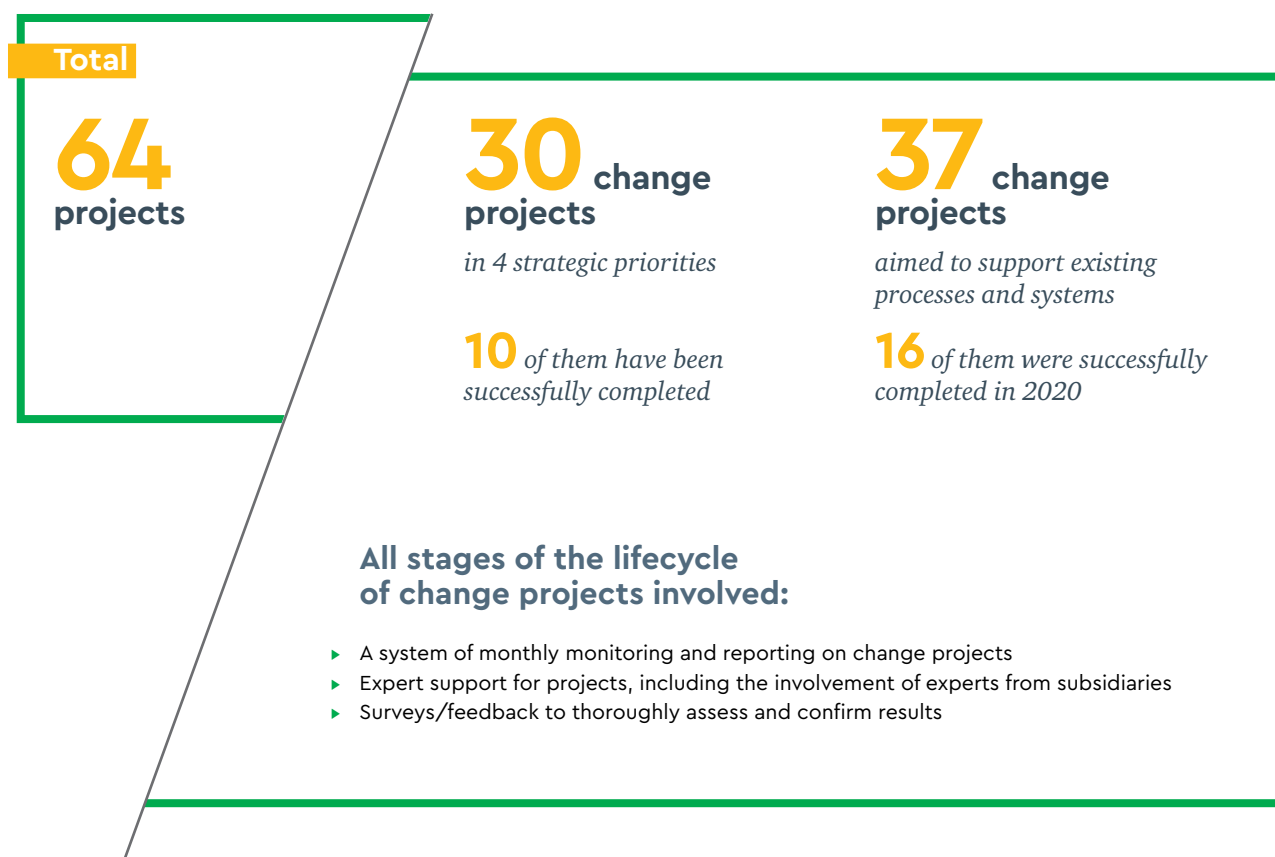 Total
64
projects
30 change
projects
in 4 strategic priorities
10 of them have been
successfully completed
37 change
projects
aimed to support existing
processes and systems
16 of them were successfully
completed in 2020
All stages of the lifecycle
of change projects involved:
A system of monthly monitoring and reporting on change projects
Expert support for projects, including the involvement of experts from subsidiaries
Surveys/feedback to thoroughly assess and confirm results